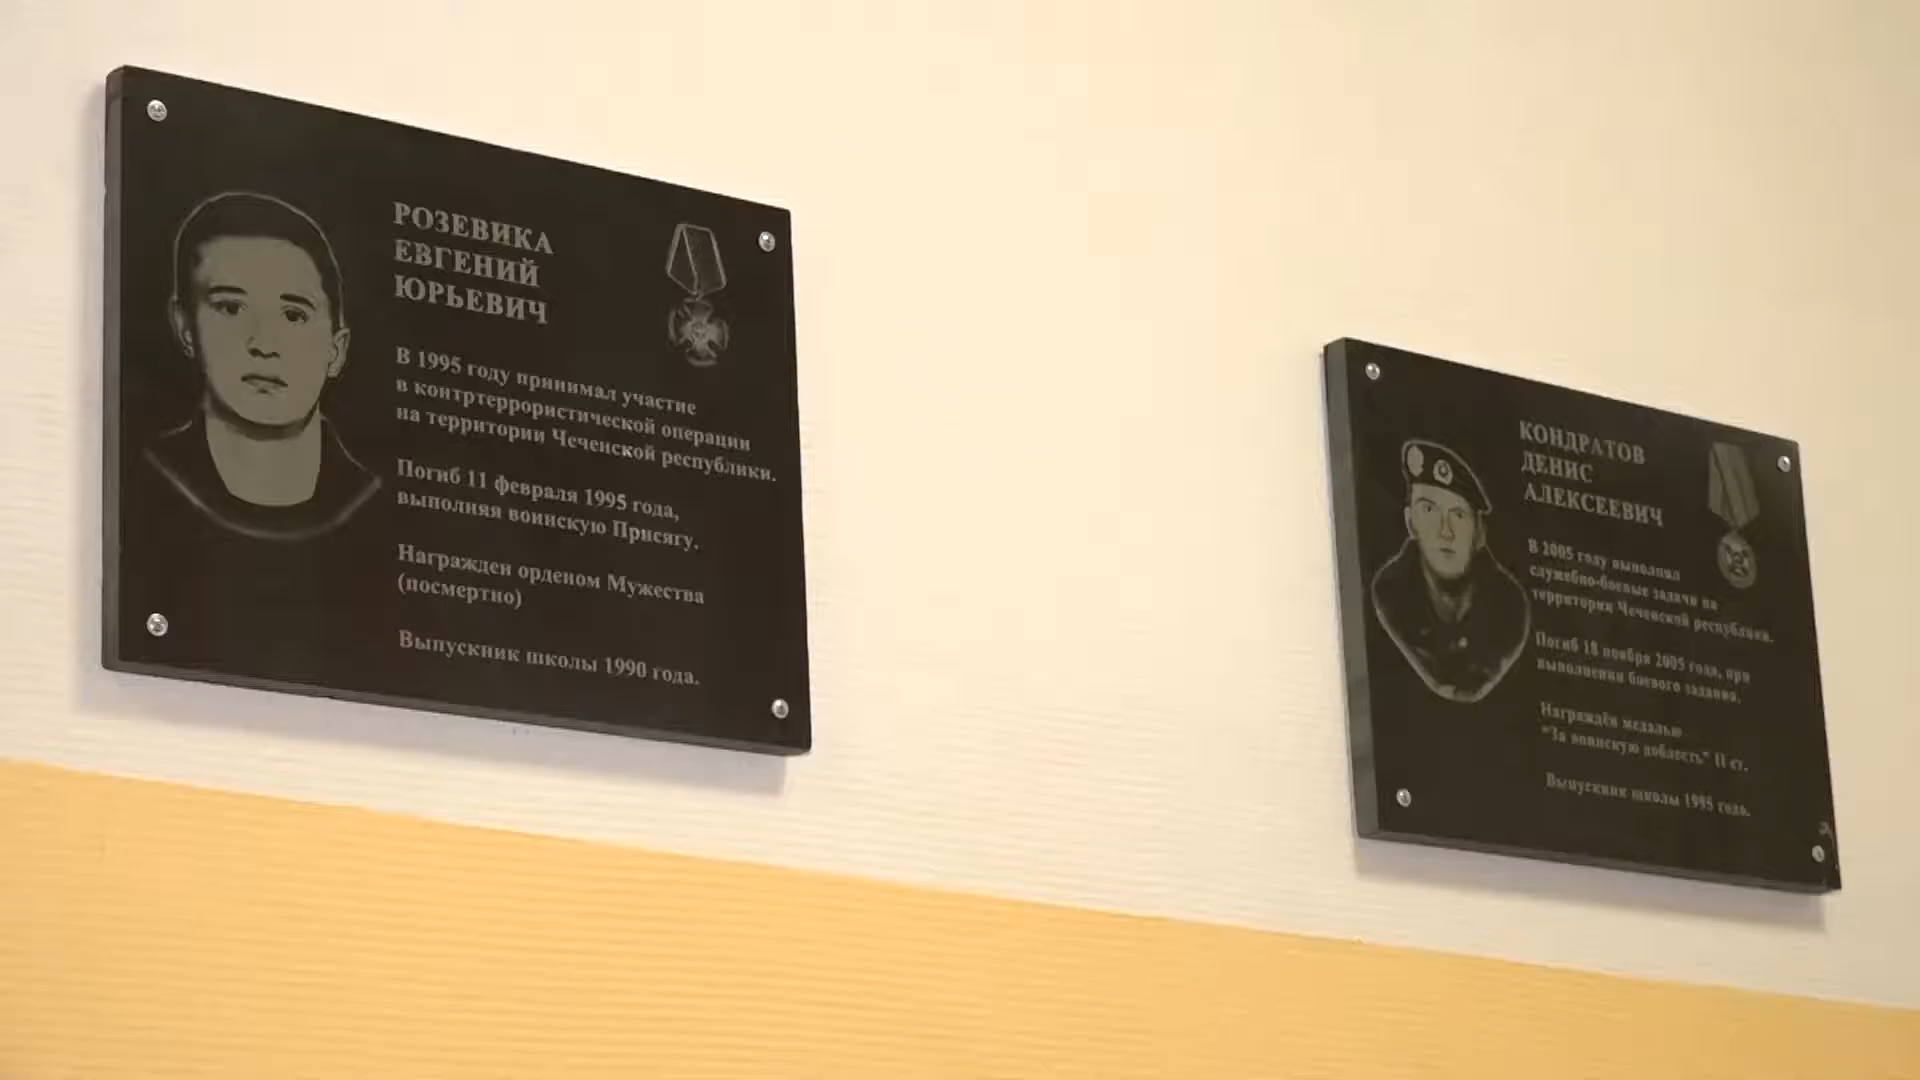 РОЗЕВИКА
ЕВГЕНИЙ
ЮРЬЕВИЧ
В 1995 году принимал участие
в контртеррористической операции
на территории Чеченской республики.
Погиб 11 февраля 1995 года,
выполняя воинскую Присягу.
Награжден орденом Мужества
(посмертно)
Выпускник школы 1990 года.
КОНДРАТОВ
ДЕНИС
АЛЕКСЕЕВИЧ
В 2005 году выполнял
служебно-боевые задачи на
территории Чеченской республики.
Погиб 18 ноября 2005 года, при
выполнении боевого задания.
Награждён медалью
"За воинскую доблесть" II ст.
Выпускник школы 1995 года.